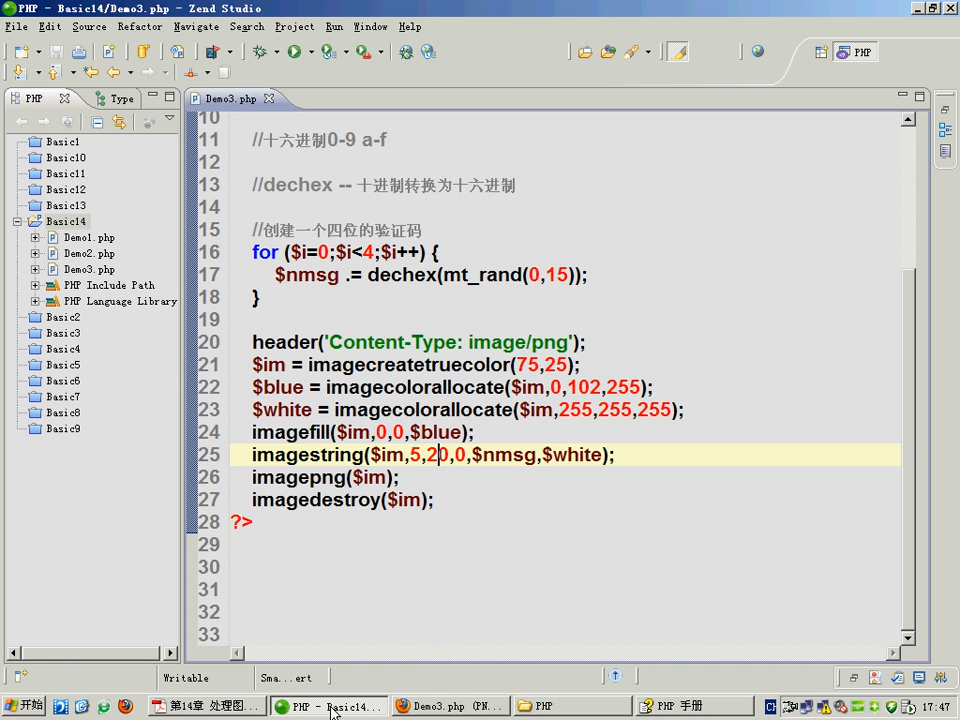 PHP - Basic14/Demo3.php - Zend Studio
File Edit Source Refactor Navigate Search Project Run Window Help
PHP
PHP Type
Demo3.php
Basic1
Basic10
Basic11
Basic12
Basic13
Basic14
Demo1.php
Demo2.php
Demo3.php
PHP Include Path
PHP Language Library
Basic2
Basic3
Basic4
Basic5
Basic6
Basic7
Basic8
Basic9
10
11 //十六进制0-9 a-f
12
13 //dechex -- 十进制转换为十六进制
14
15 //创建一个四位的验证码
16 for ($i=0;$i<4;$i++) {
17 $nmsg .= dechex(mt_rand(0,15));
18 }
19
20 header('Content-Type: image/png');
21 $im = imagecreatetruecolor(75,25);
22 $blue = imagecolorallocate($im,0,102,255);
23 $white = imagecolorallocate($im,255,255,255);
24 imagefill($im,0,0,$blue);
25 imagestring($im,5,20,0,$nmsg,$white);
26 imagepng($im);
27 imagedestroy($im);
28 ?>
29
30
31
32
33
Writable Sma...ert
开始 第14章 处理图... PHP - Basic14... Demo3.php (PN... PHP PHP 手册 17:47